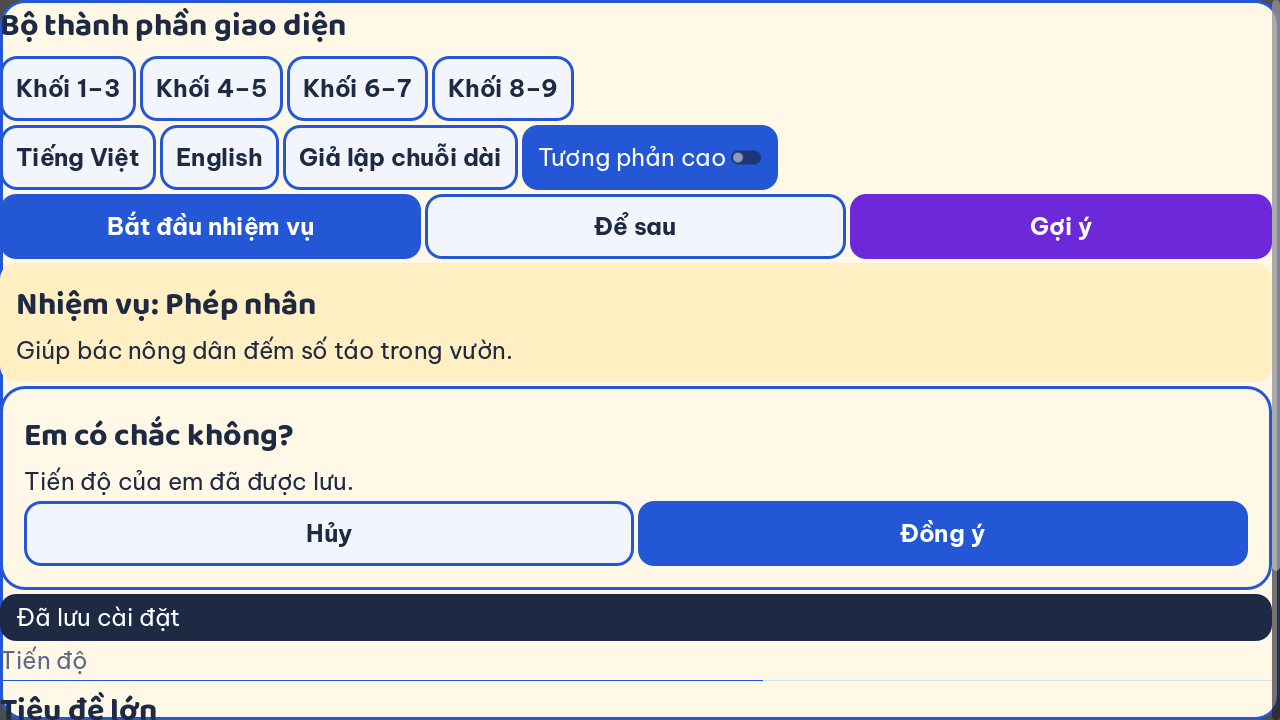 Bộ thành phần giao diện
Khối 1–3 Khối 4–5 Khối 6–7 Khối 8–9
Tiếng Việt English Giả lập chuỗi dài Tương phản cao
Bắt đầu nhiệm vụ Để sau Gợi ý
Nhiệm vụ: Phép nhân
Giúp bác nông dân đếm số táo trong vườn.
Em có chắc không?
Tiến độ của em đã được lưu.
Hủy Đồng ý
Đã lưu cài đặt
Tiến độ
Tiêu đề lớn